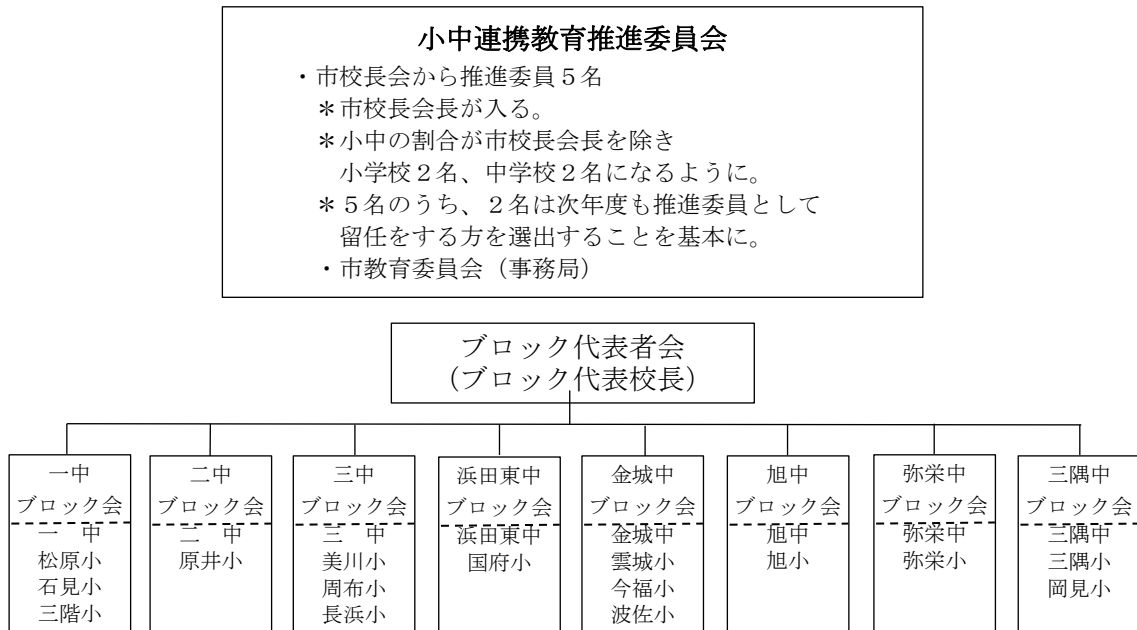 小中連携教育推進委員会
・市校長会から推進委員５名
＊市校長会長が入る。
＊小中の割合が市校長会長を除き
小学校２名、中学校２名になるように。
＊５名のうち、２名は次年度も推進委員として
留任をする方を選出することを基本に。
・市教育委員会（事務局）
ブロック代表者会
（ブロック代表校長）
一中
ブロック会
一　中
松原小
石見小
三階小
二中
ブロック会
二　中
原井小
三中
ブロック会
三　中
美川小
周布小
長浜小
浜田東中
ブロック会
浜田東中
国府小
金城中
ブロック会
金城中
雲城小
今福小
波佐小
旭中
ブロック会
旭中
旭小
弥栄中
ブロック会
弥栄中
弥栄小
三隅中
ブロック会
三隅中
三隅小
岡見小